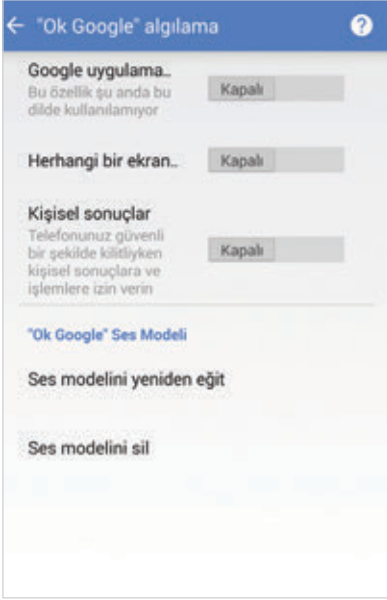 "Ok Google" algılama
?
Google uygulama..
Bu özellik şu anda bu
dilde kullanılamıyor
Kapalı
Herhangi bir ekran..
Kapalı
Kişisel sonuçlar
Telefonunuz güvenli
bir şekilde kilitliyken
kişisel sonuçlara ve
işlemlere izin verin
Kapalı
"Ok Google" Ses Modeli
Ses modelini yeniden eğit
Ses modelini sil